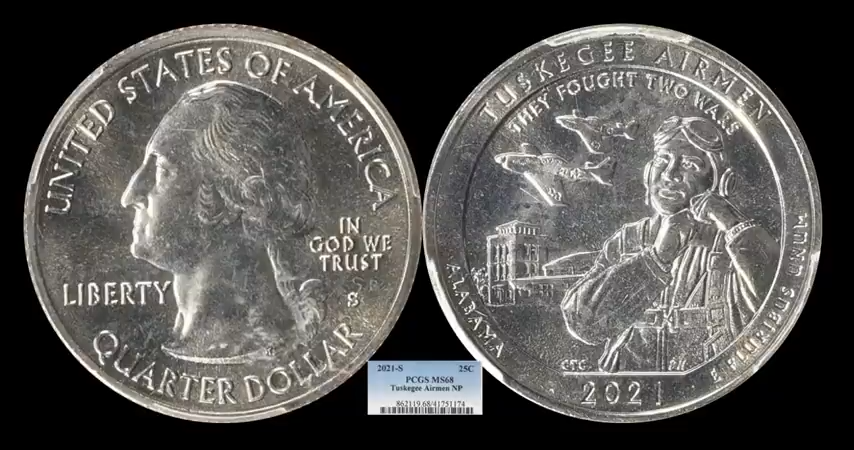 UNITED STATES OF AMERICA
IN
GOD WE
TRUST
LIBERTY
S
QUARTER DOLLAR
TUSKEGEE AIRMEN
THEY FOUGHT TWO WARS
ALABAMA
E PLURIBUS UNUM
CTC
2021
2021-S 25C
PCGS MS68
Tuskegee Airmen NP
862119.68/41751174